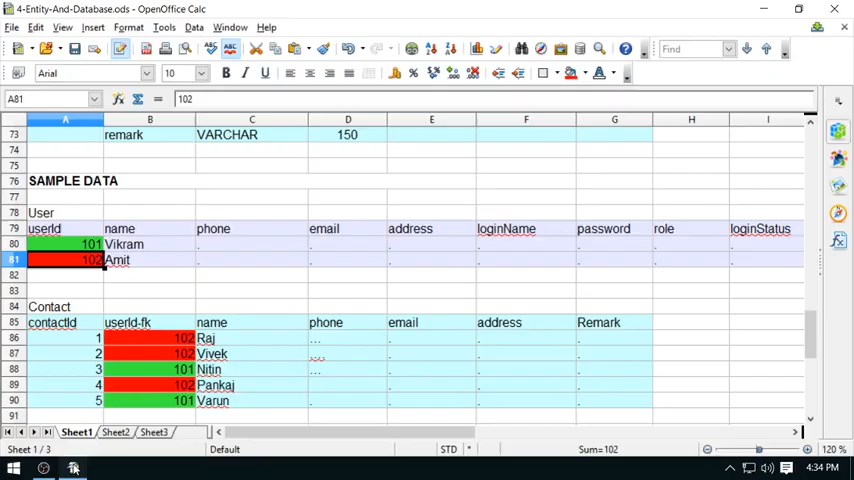 4-Entity-And-Database.ods - OpenOffice Calc
File Edit View Insert Format Tools Data Window Help
Find
Arial 10 B I U
A81 102
A B C D E F G H I
73 remark VARCHAR 150
74
75
76 SAMPLE DATA
77
78 User
79 userId name phone email address loginName password role loginStatus
80 101 Vikram . . . . . . .
81 102 Amit . . . . . . .
82
83
84 Contact
85 contactId userId-fk name phone email address Remark
86 1 102 Raj ... . . .
87 2 102 Vivek .... . . .
88 3 101 Nitin ... . . .
89 4 102 Pankaj . . .
90 5 101 Varun . . . .
91
Sheet1 Sheet2 Sheet3
Sheet 1 / 3 Default STD * Sum=102 120 %
4:34 PM